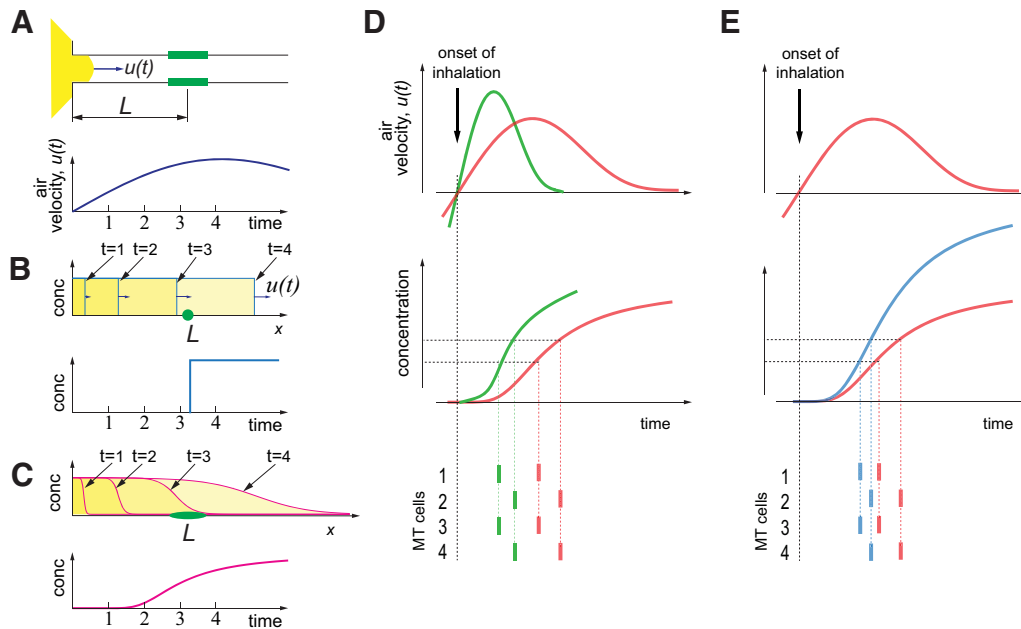 A
u(t)
L
air
velocity, u(t)
1 2 3 4 time
B
t=1 t=2 t=3 t=4
conc
u(t)
L
x
conc
1 2 3 4 time
C
t=1 t=2 t=3 t=4
conc
L
x
conc
1 2 3 4 time
D
onset of
inhalation
air
velocity, u(t)
concentration
time
MT cells
1
2
3
4
E
onset of
inhalation
time
MT cells
1
2
3
4